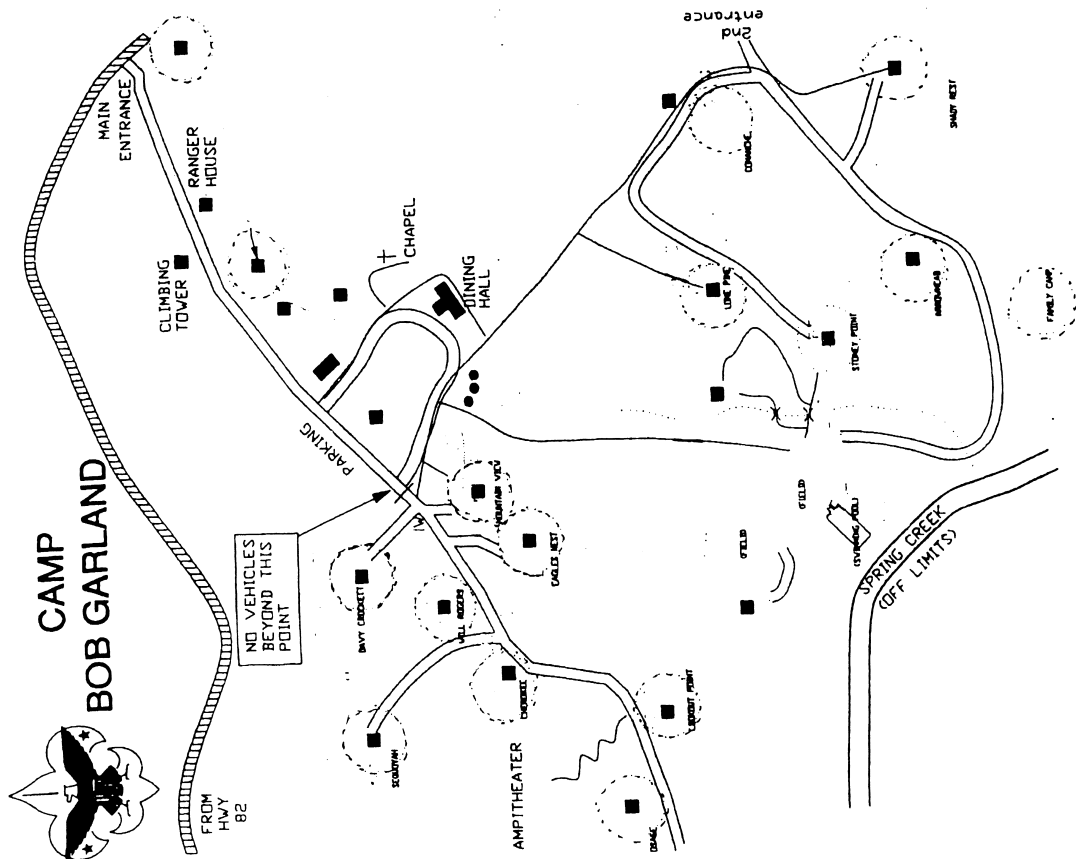 CAMP
BOB GARLAND
FROM
HWY
82
MAIN
ENTRANCE
RANGER
HOUSE
CLIMBING
TOWER
CHAPEL
DINING
HALL
PARKING
NO VEHICLES
BEYOND THIS
POINT
2nd
entrance
SHADY REST
COMANCHE
LONE PINE
ARROWHEAD
STONEY POINT
FAMILY CAMP
MOUNTAIN VIEW
EAGLES NEST
DAVY CROCKETT
WILL ROGERS
CHEROKEE
SEQUOYAH
AMPITHEATER
LOOKOUT POINT
OSAGE
(FIELD)
(FIELD)
(SWIMMING POOL)
SPRING CREEK
(OFF LIMITS)